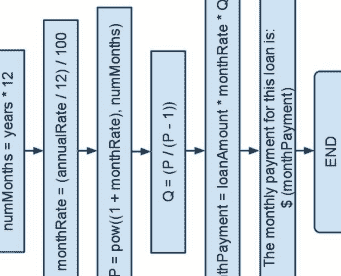 numMonths = years * 12
monthRate = (annualRate / 12) / 100
P = pow((1 + monthRate), numMonths)
Q = (P / (P - 1))
thPayment = loanAmount * monthRate * Q
The monthly payment for this loan is:
$ (monthPayment)
END